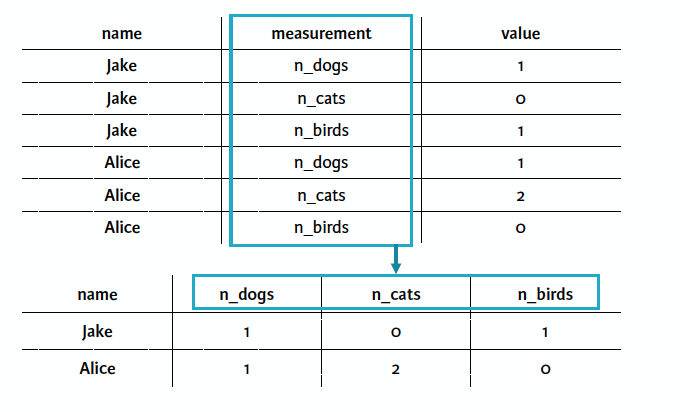 name measurement value
Jake n_dogs 1
Jake n_cats 0
Jake n_birds 1
Alice n_dogs 1
Alice n_cats 2
Alice n_birds 0
name n_dogs n_cats n_birds
Jake 1 0 1
Alice 1 2 0